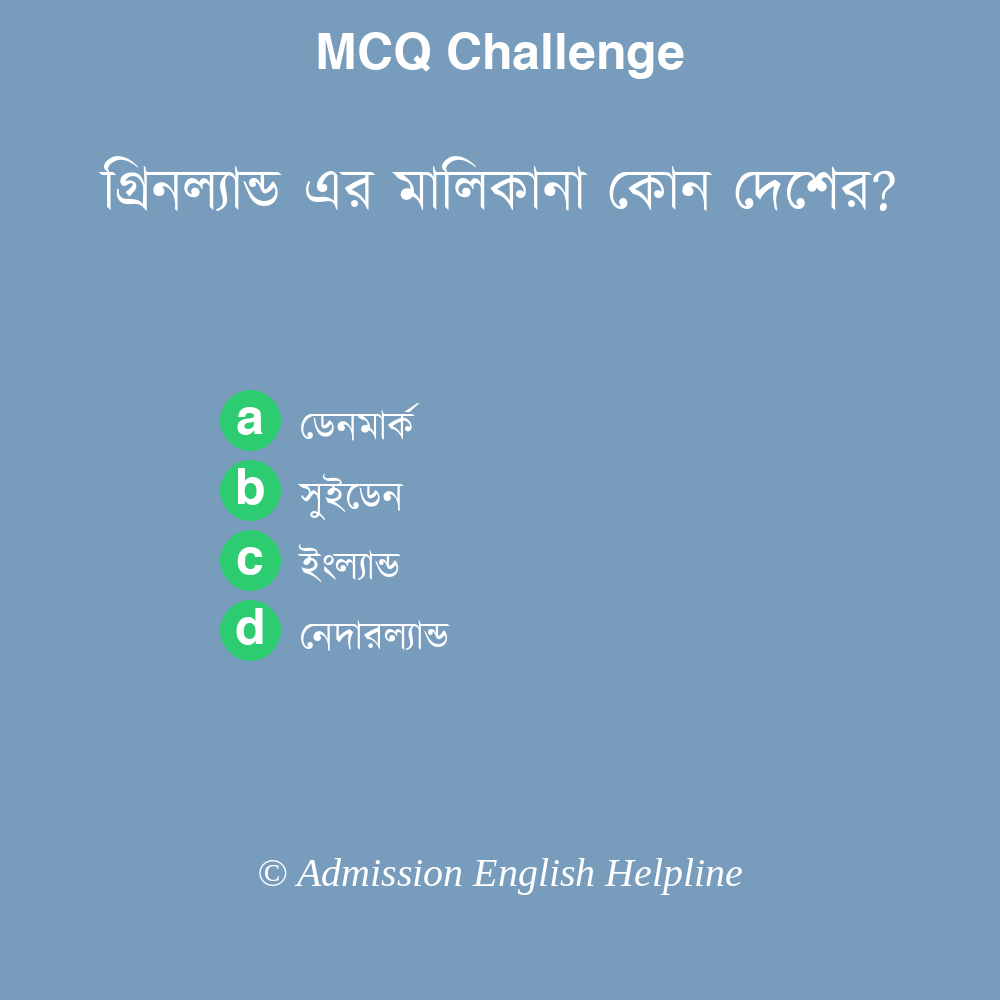 MCQ Challenge
গ্রিনল্যান্ড এর মালিকানা কোন দেশের?
a ডেনমার্ক
b সুইডেন
c ইংল্যান্ড
d নেদারল্যান্ড
© Admission English Helpline